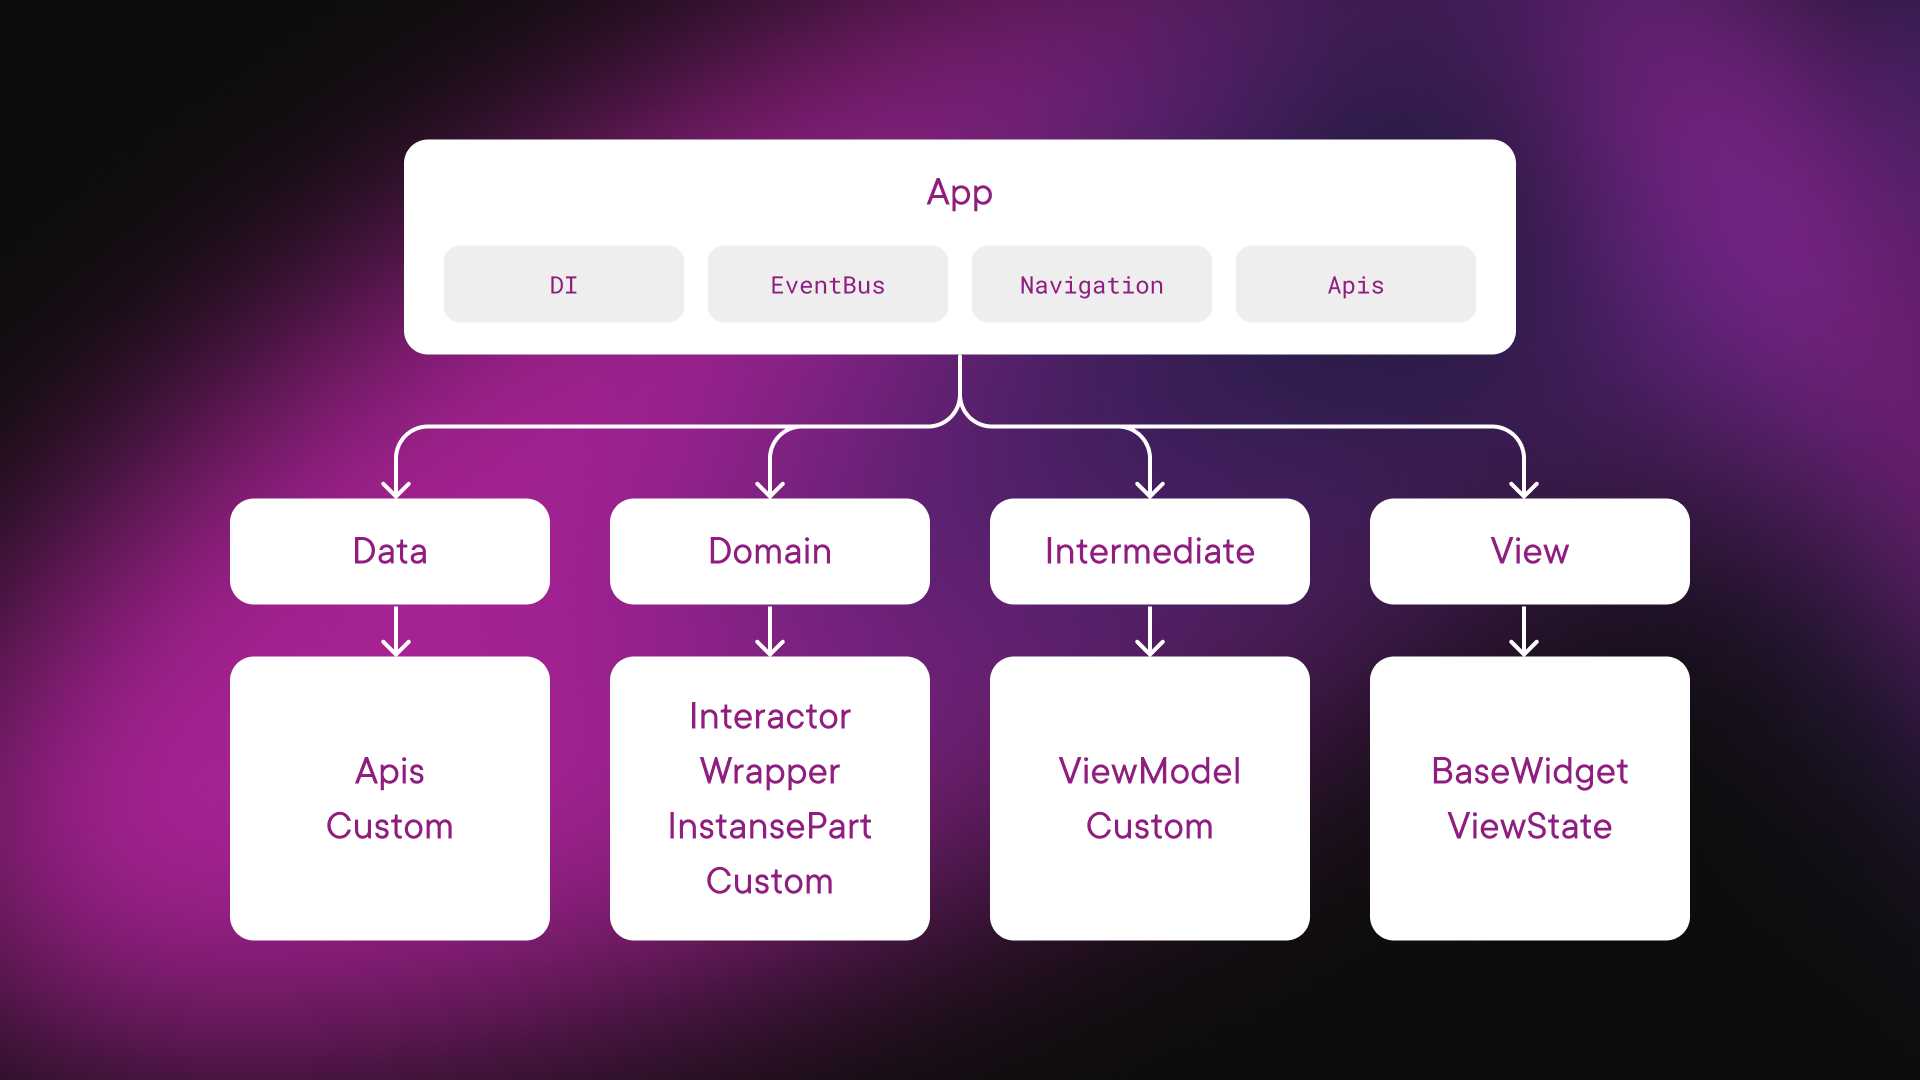 App
DI
EventBus
Navigation
Apis
Data
Domain
Intermediate
View
Apis
Custom
Interactor
Wrapper
InstansePart
Custom
ViewModel
Custom
BaseWidget
ViewState